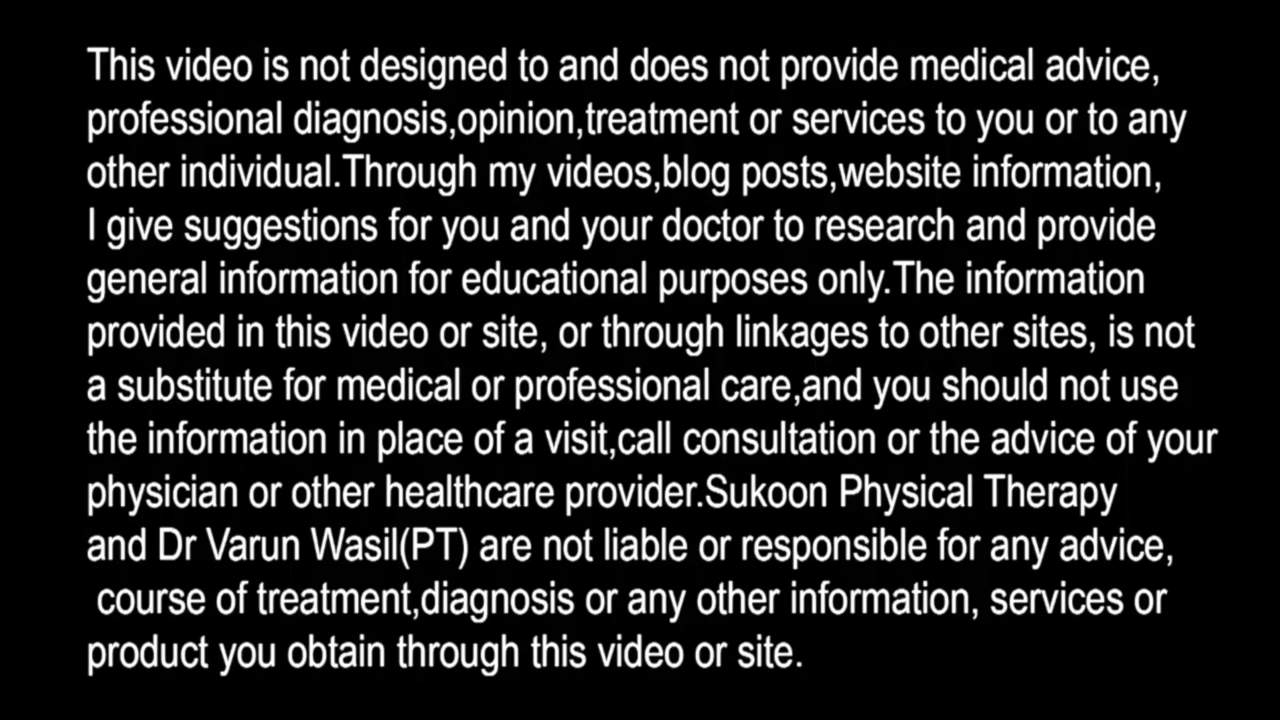 This video is not designed to and does not provide medical advice,
professional diagnosis,opinion,treatment or services to you or to any
other individual.Through my videos,blog posts,website information,
I give suggestions for you and your doctor to research and provide
general information for educational purposes only.The information
provided in this video or site, or through linkages to other sites, is not
a substitute for medical or professional care,and you should not use
the information in place of a visit,call consultation or the advice of your
physician or other healthcare provider.Sukoon Physical Therapy
and Dr Varun Wasil(PT) are not liable or responsible for any advice,
course of treatment,diagnosis or any other information, services or
product you obtain through this video or site.